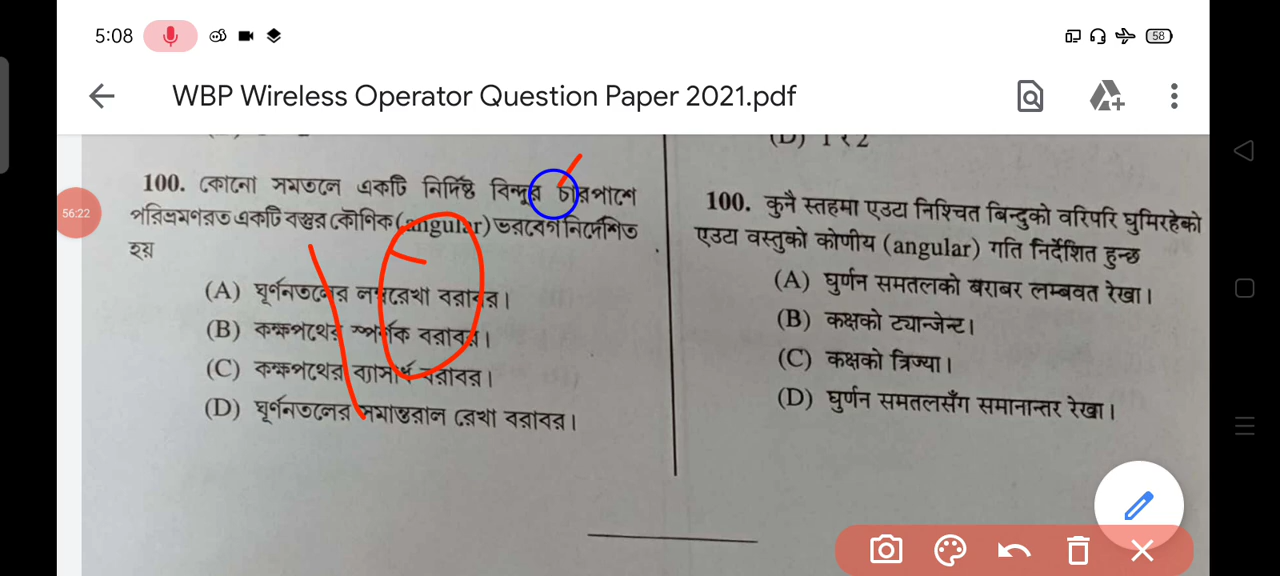 5:08
58
WBP Wireless Operator Question Paper 2021.pdf
56:22
100. কোনো সমতলে একটি নির্দিষ্ট বিন্দুর চারপাশে
পরিভ্রমণরত একটি বস্তুর কৌণিক (angular) ভরবেগ নির্দেশিত
হয়
(A) ঘূর্ণনতলের লম্বরেখা বরাবর।
(B) কক্ষপথের স্পর্শক বরাবর।
(C) কক্ষপথের ব্যাসার্ধ বরাবর।
(D) ঘূর্ণনতলের সমান্তরাল রেখা বরাবর।
(D) 1 र 2
100. कुनै स्तहमा एउटा निश्चित बिन्दुको वरिपरि घुमिरहेको
एउटा वस्तुको कोणीय (angular) गति निर्देशित हुन्छ
(A) घुर्णन समतलको बराबर लम्बवत रेखा।
(B) कक्षको ट्यान्जेन्ट।
(C) कक्षको त्रिज्या।
(D) घुर्णन समतलसँग समानान्तर रेखा।